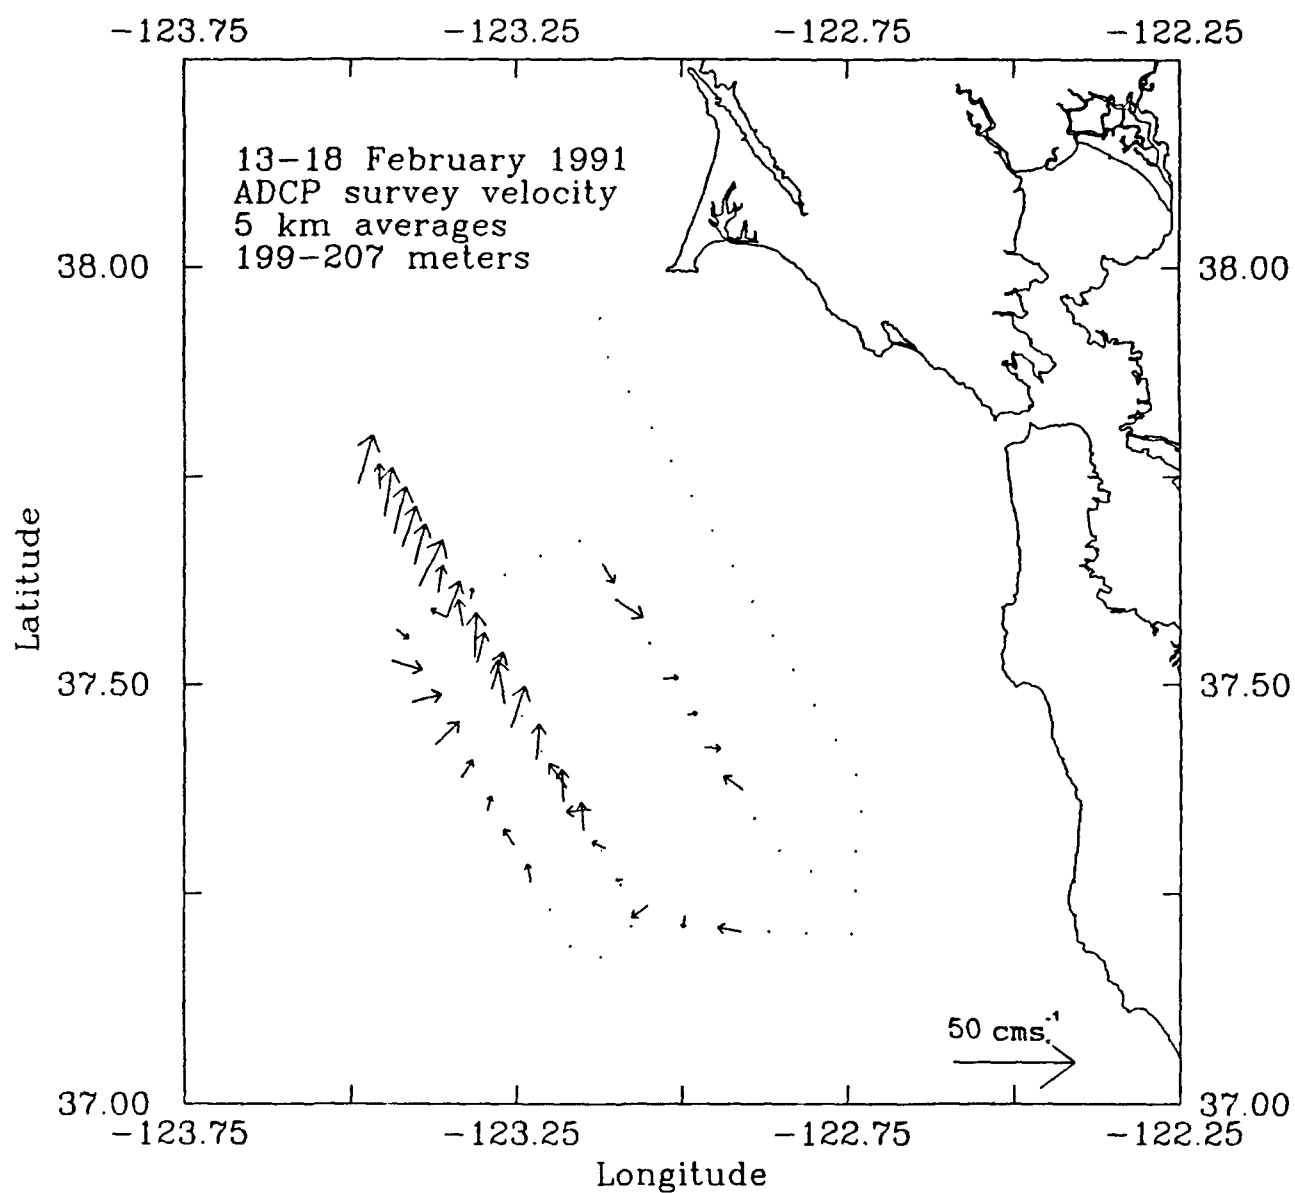 -123.75 -123.25 -122.75 -122.25
13-18 February 1991
ADCP survey velocity
5 km averages
199-207 meters
38.00 38.00
Latitude
37.50 37.50
50 cms.⁻¹
37.00 37.00
-123.75 -123.25 -122.75 -122.25
Longitude